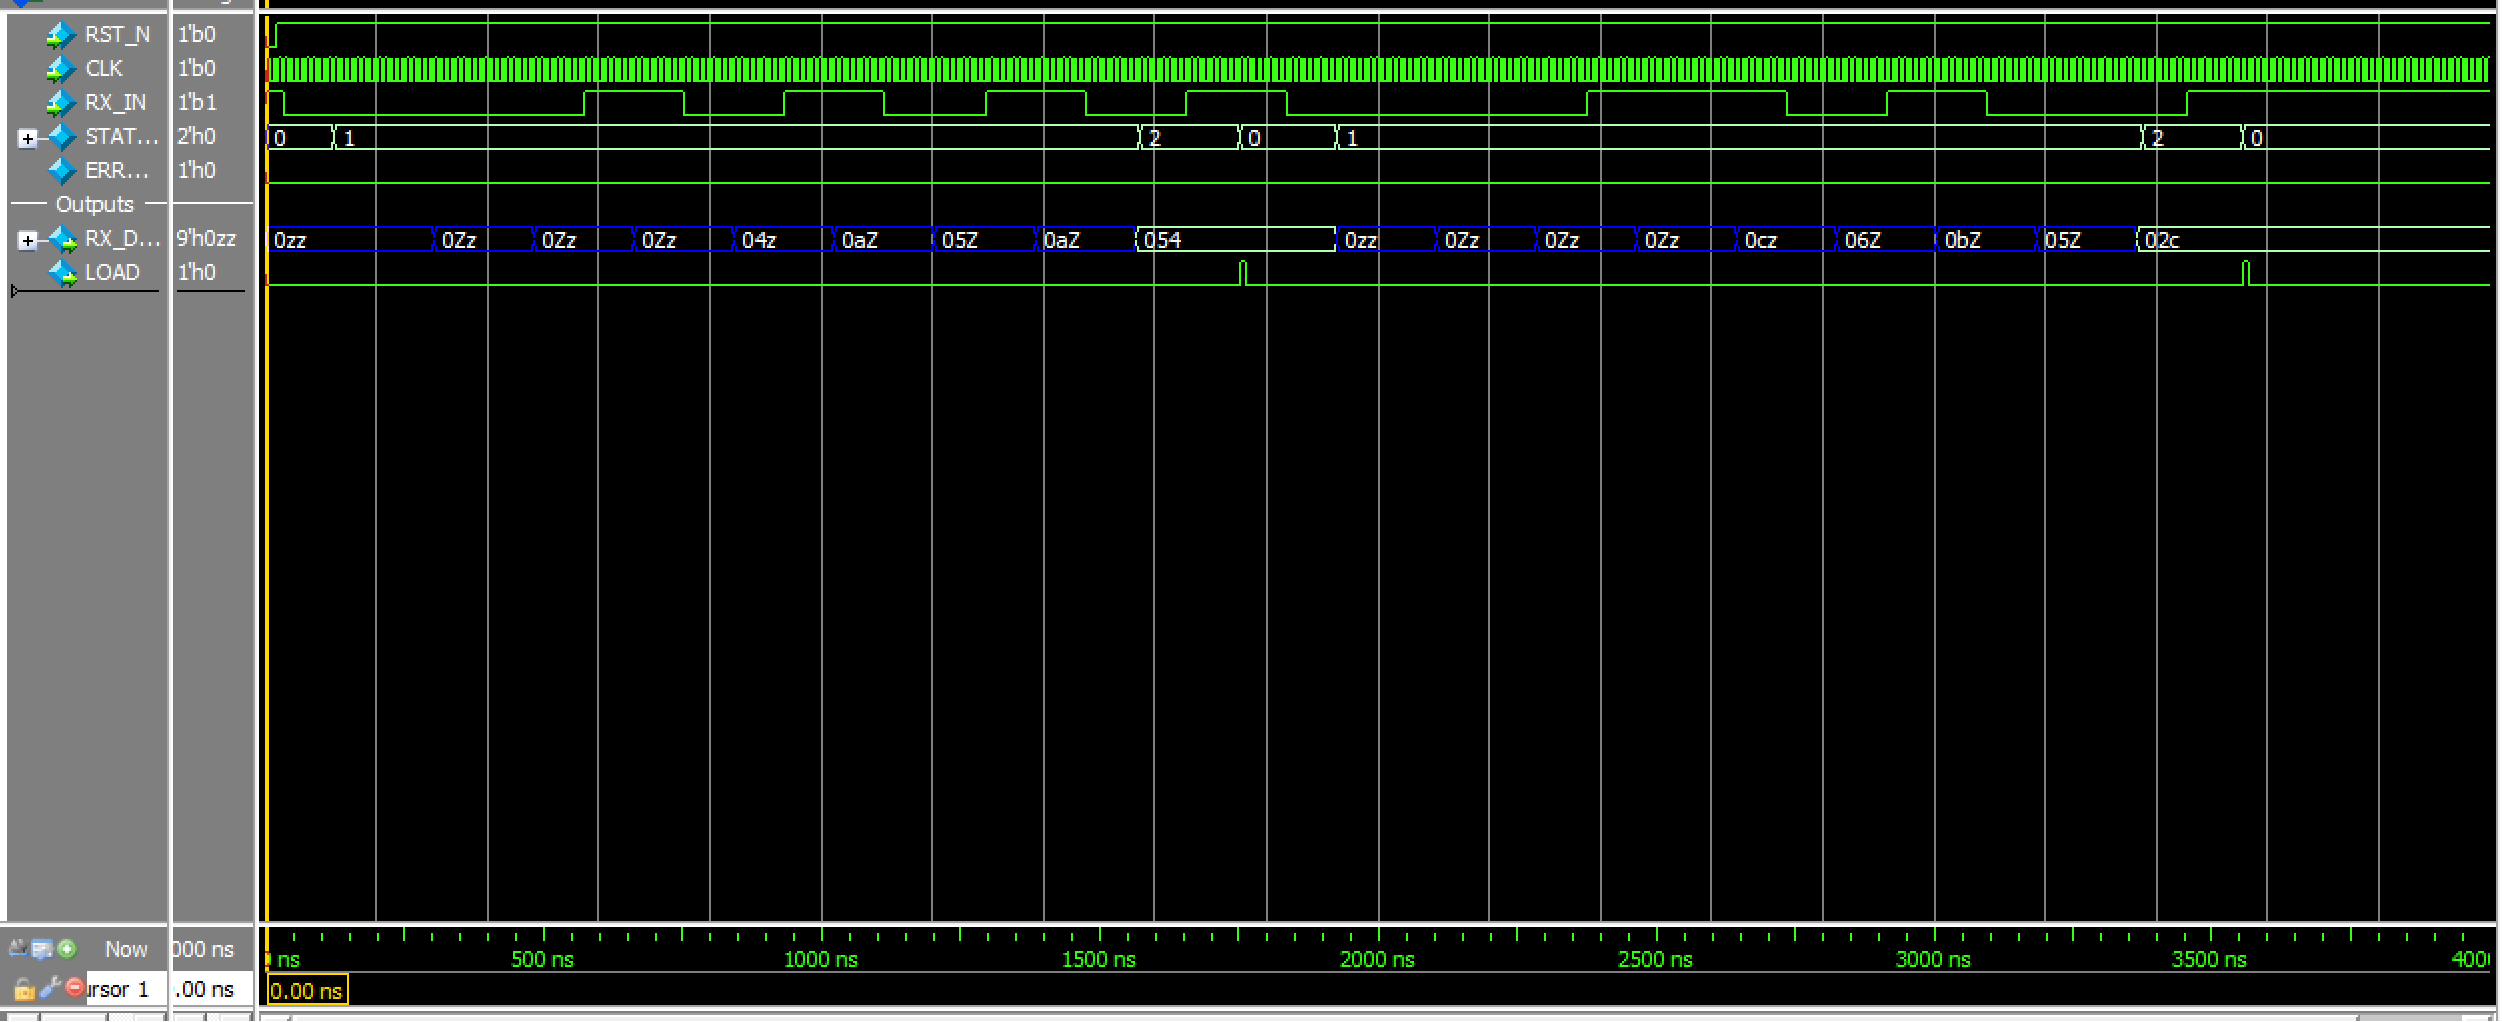 RST_N 1'b0
CLK 1'b0
RX_IN 1'b1
STAT... 2'h0 0 1 2 0 1 2 0
ERR... 1'h0
Outputs
RX_D... 9'h0zz 0zz 0Zz 0Zz 0Zz 04z 0aZ 05Z 0aZ 054 0zz 0Zz 0Zz 0Zz 0cz 06Z 0bZ 05Z 02c
LOAD 1'h0
Now 000 ns ns 500 ns 1000 ns 1500 ns 2000 ns 2500 ns 3000 ns 3500 ns 400
ursor 1 .00 ns 0.00 ns